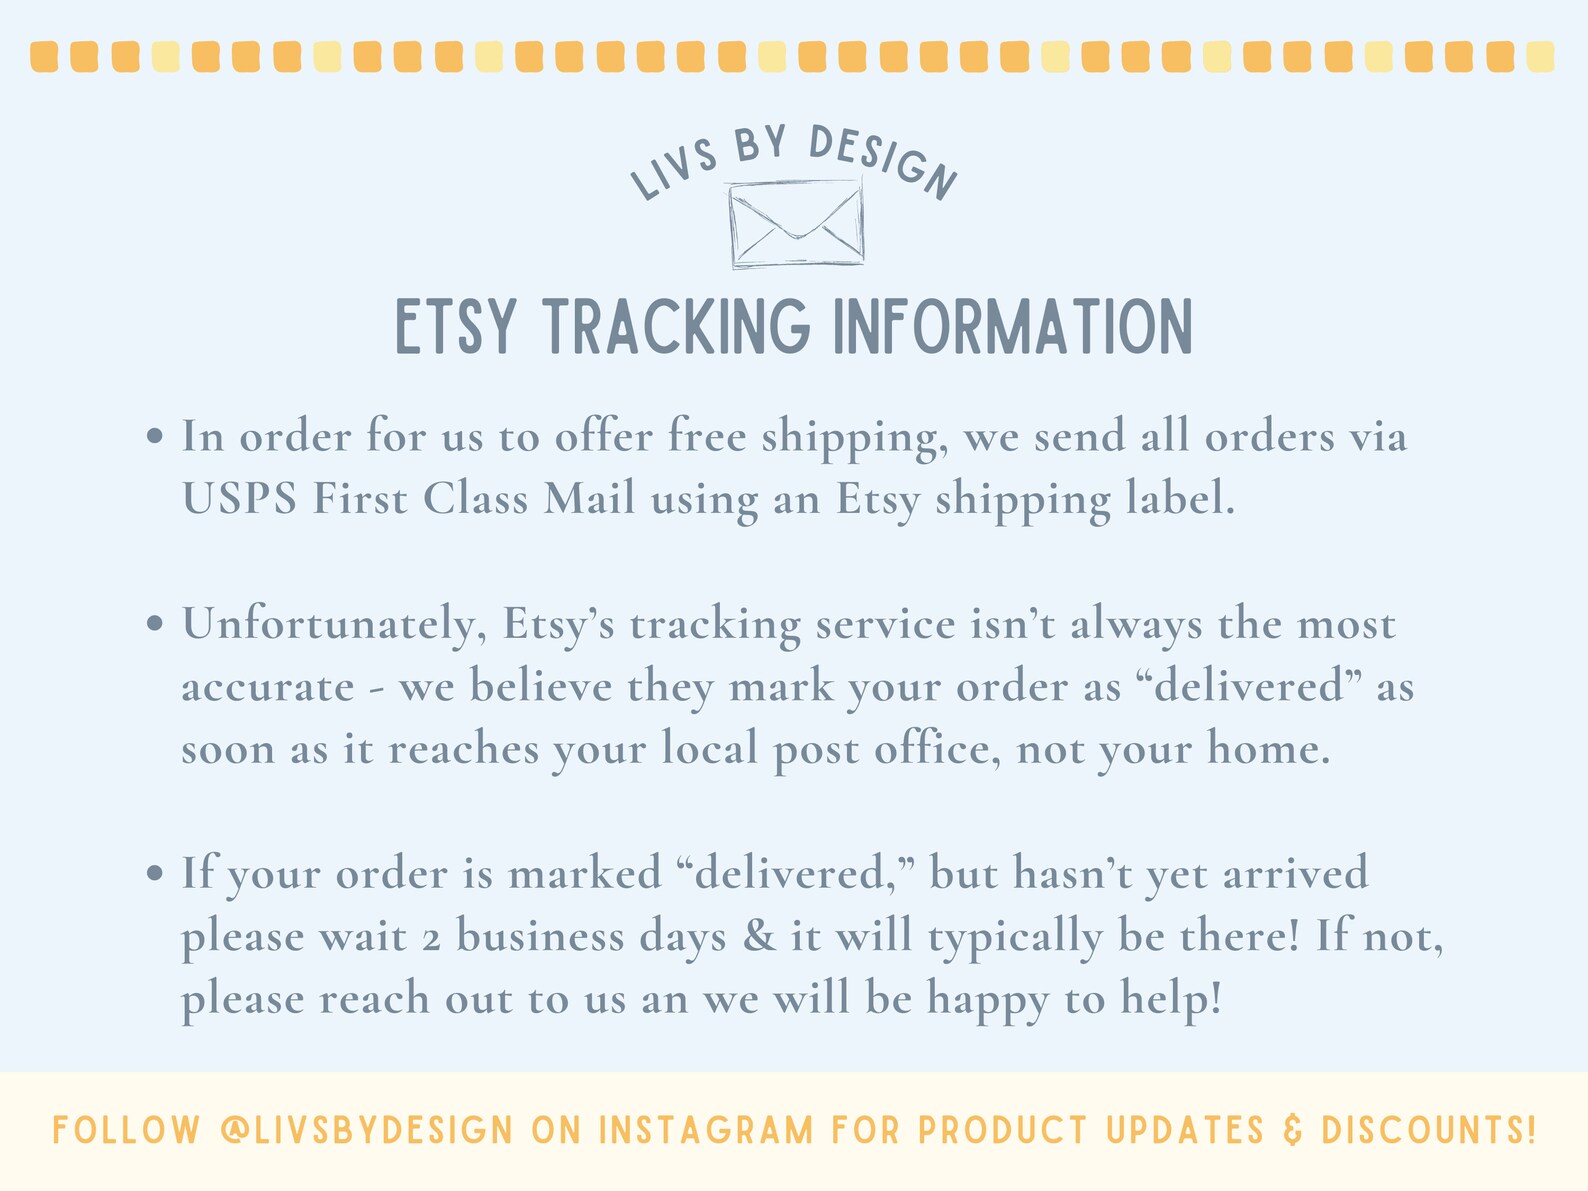 LIVS BY DESIGN
ETSY TRACKING INFORMATION
• In order for us to offer free shipping, we send all orders via
USPS First Class Mail using an Etsy shipping label.
• Unfortunately, Etsy’s tracking service isn’t always the most
accurate - we believe they mark your order as “delivered” as
soon as it reaches your local post office, not your home.
• If your order is marked “delivered,” but hasn’t yet arrived
please wait 2 business days & it will typically be there! If not,
please reach out to us an we will be happy to help!
FOLLOW @LIVSBYDESIGN ON INSTAGRAM FOR PRODUCT UPDATES & DISCOUNTS!